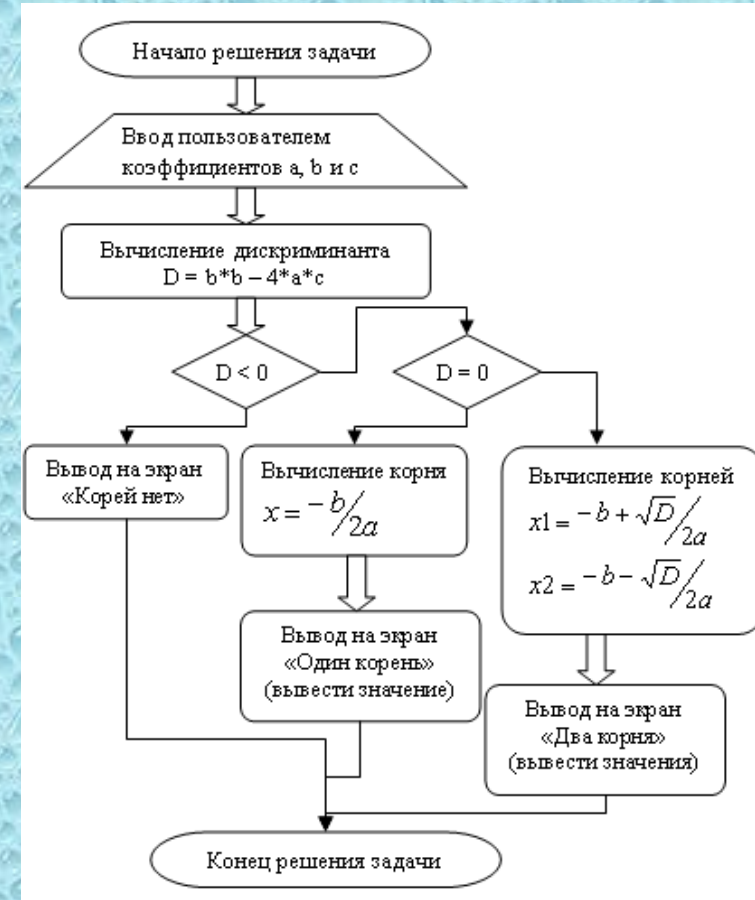 Начало решения задачи
Ввод пользователем
коэффициентов a, b и c
Вычисление дискриминанта
D = b*b – 4*a*c
D < 0
D = 0
Вывод на экран
«Корей нет»
Вычисление корня
x = -b/2a
Вывод на экран
«Один корень»
(вывести значение)
Вычисление корней
x1 = -b + √D/2a
x2 = -b - √D/2a
Вывод на экран
«Два корня»
(вывести значения)
Конец решения задачи